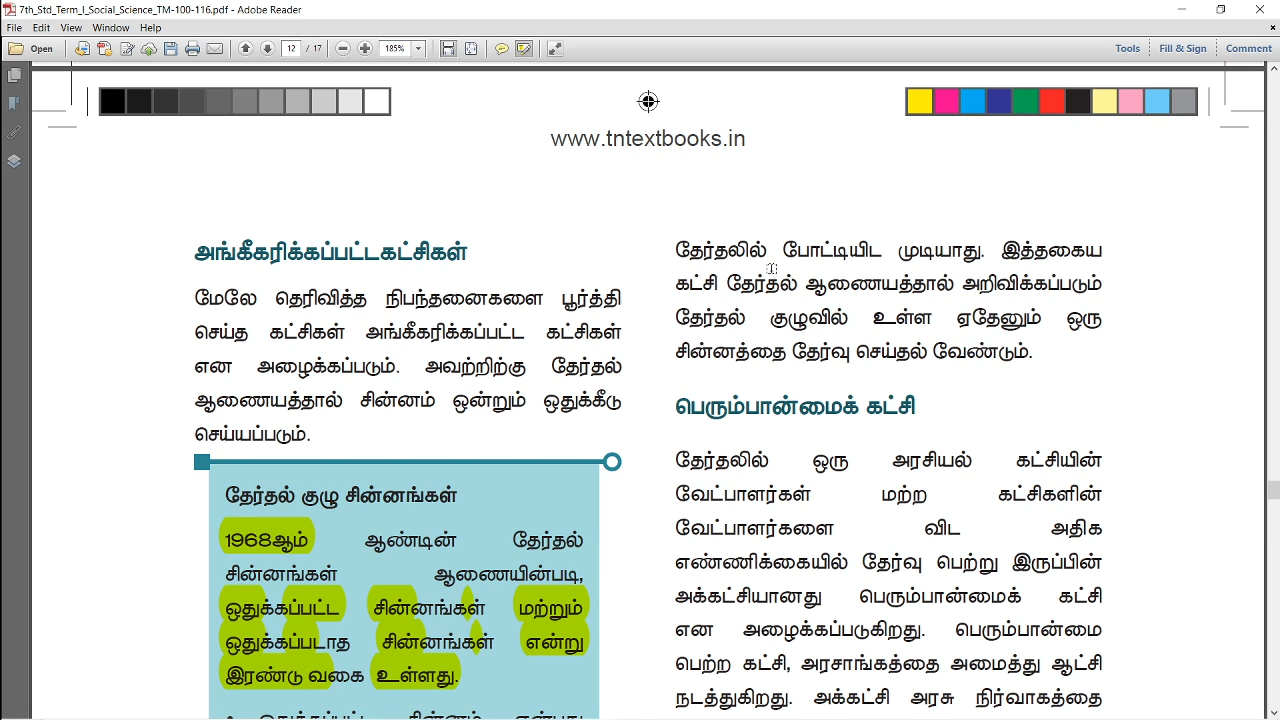 7th_Std_Term_I_Social_Science_TM-100-116.pdf - Adobe Reader
File Edit View Window Help
Open 12 / 17 185% Tools Fill & Sign Comment
www.tntextbooks.in
அங்கீகரிக்கப்பட்டகட்சிகள்
மேலே தெரிவித்த நிபந்தனைகளை பூர்த்தி
செய்த கட்சிகள் அங்கீகரிக்கப்பட்ட கட்சிகள்
என அழைக்கப்படும். அவற்றிற்கு தேர்தல்
ஆணையத்தால் சின்னம் ஒன்றும் ஒதுக்கீடு
செய்யப்படும்.
தேர்தல் குழு சின்னங்கள்
1968ஆம் ஆண்டின் தேர்தல்
சின்னங்கள் ஆணையின்படி,
ஒதுக்கப்பட்ட சின்னங்கள் மற்றும்
ஒதுக்கப்படாத சின்னங்கள் என்று
இரண்டு வகை உள்ளது.
தேர்தலில் போட்டியிட முடியாது. இத்தகைய
கட்சி தேர்தல் ஆணையத்தால் அறிவிக்கப்படும்
தேர்தல் குழுவில் உள்ள ஏதேனும் ஒரு
சின்னத்தை தேர்வு செய்தல் வேண்டும்.
பெரும்பான்மைக் கட்சி
தேர்தலில் ஒரு அரசியல் கட்சியின்
வேட்பாளர்கள் மற்ற கட்சிகளின்
வேட்பாளர்களை விட அதிக
எண்ணிக்கையில் தேர்வு பெற்று இருப்பின்
அக்கட்சியானது பெரும்பான்மைக் கட்சி
என அழைக்கப்படுகிறது. பெரும்பான்மை
பெற்ற கட்சி, அரசாங்கத்தை அமைத்து ஆட்சி
நடத்துகிறது. அக்கட்சி அரசு நிர்வாகத்தை